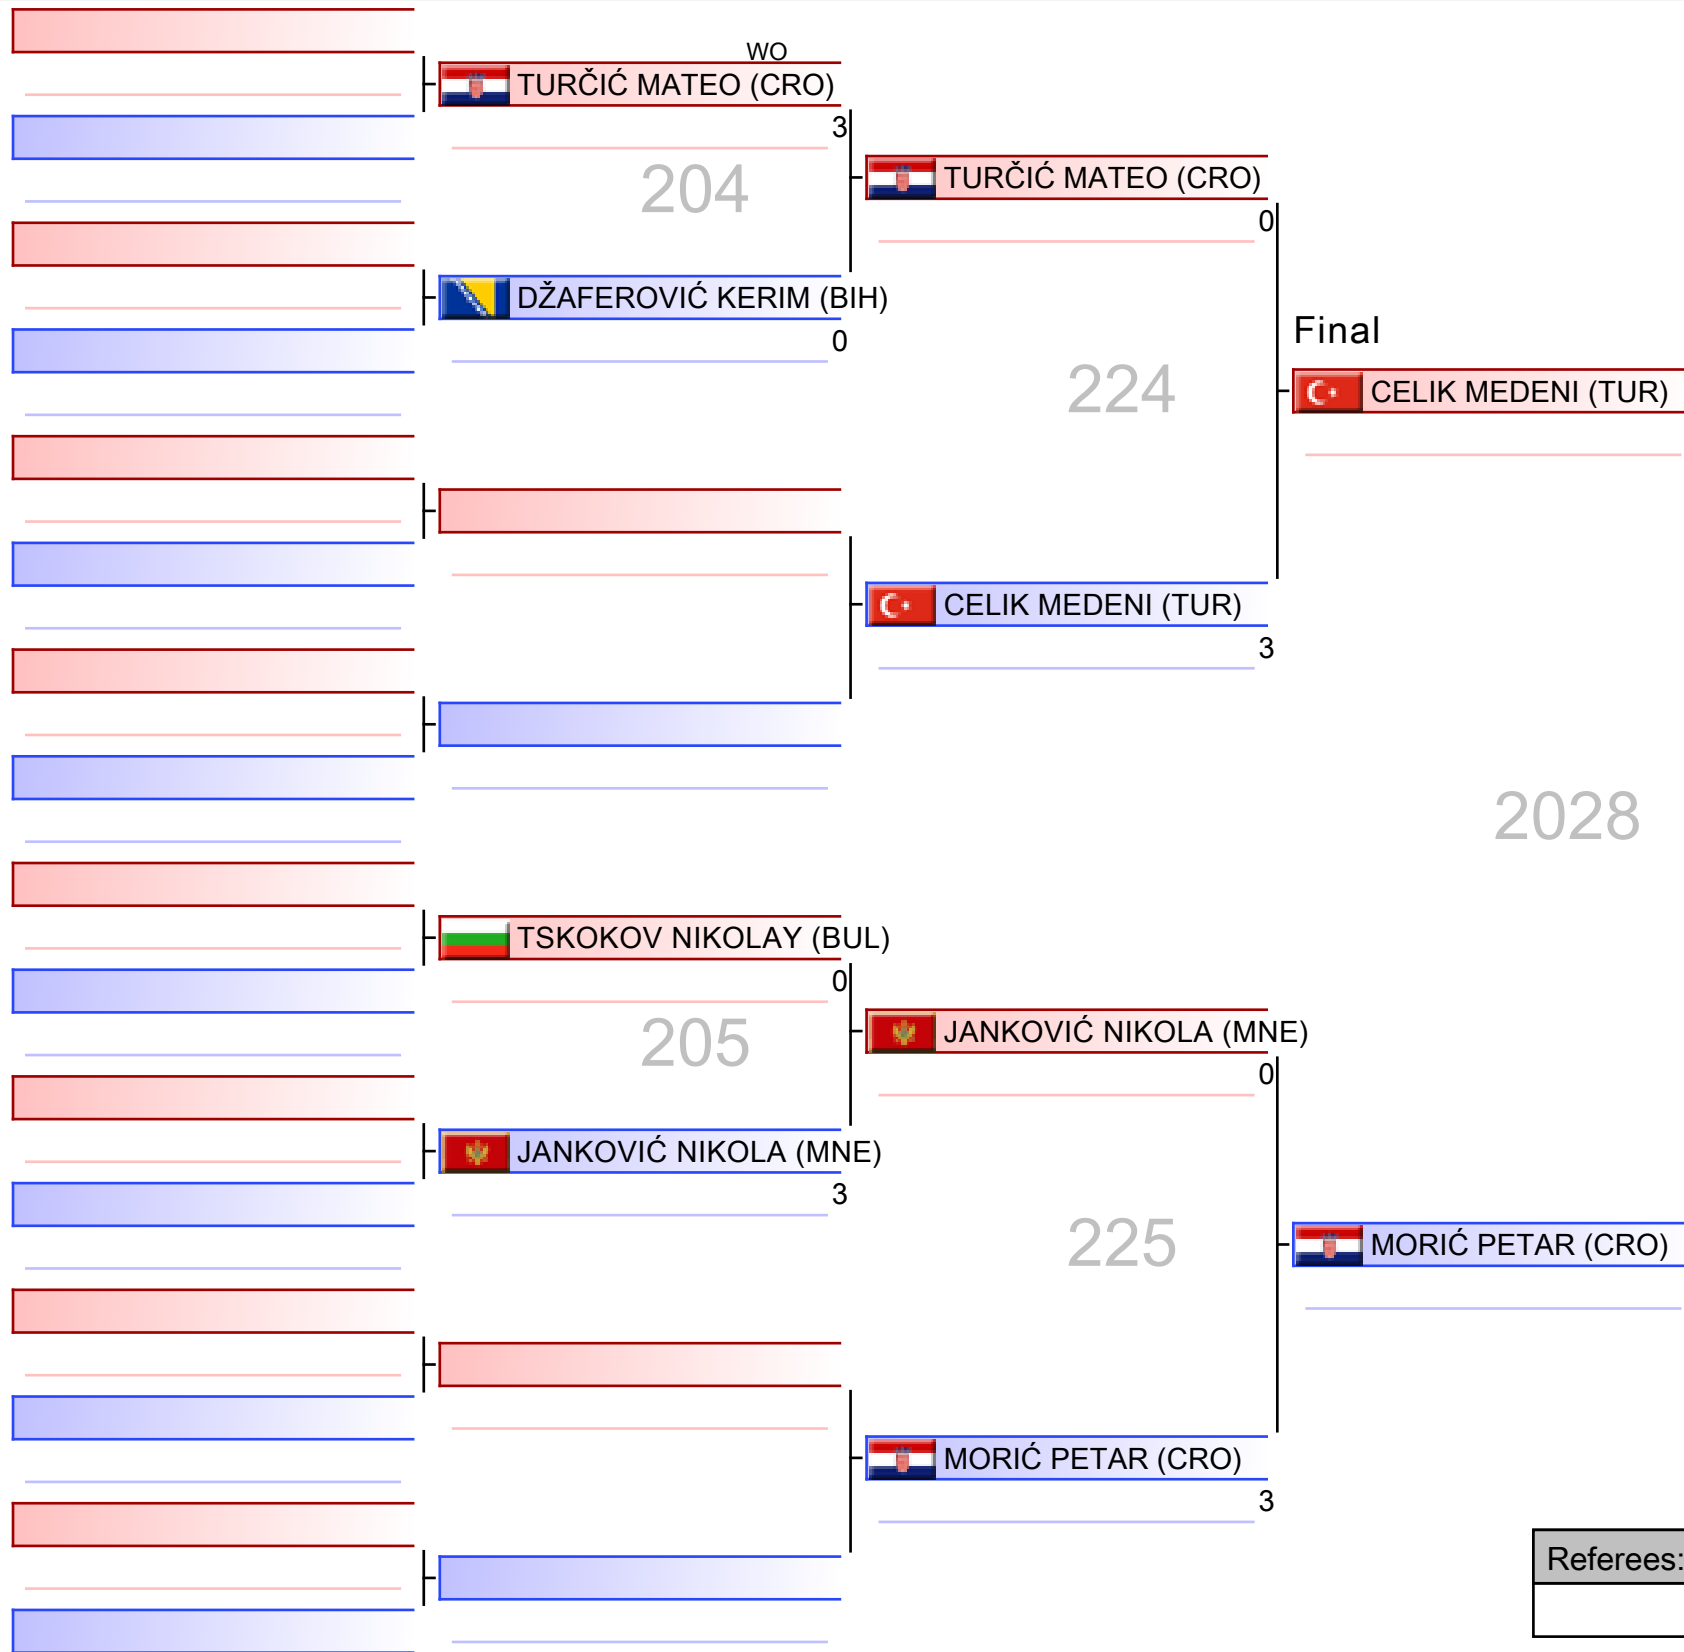 WO
TURČIĆ MATEO (CRO)
3
TURČIĆ MATEO (CRO)
204
0
DŽAFEROVIĆ KERIM (BIH)
0
Final
224
CELIK MEDENI (TUR)
CELIK MEDENI (TUR)
3
2028
TSKOKOV NIKOLAY (BUL)
0
JANKOVIĆ NIKOLA (MNE)
205
0
JANKOVIĆ NIKOLA (MNE)
3
225
MORIĆ PETAR (CRO)
MORIĆ PETAR (CRO)
3
Referees: